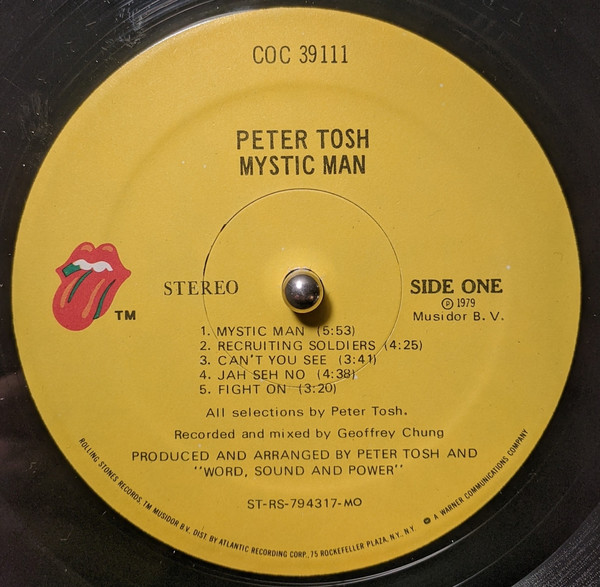 COC 39111
PETER TOSH
MYSTIC MAN
TM
STEREO
SIDE ONE
℗ 1979
Musidor B. V.
1. MYSTIC MAN (5:53)
2. RECRUITING SOLDIERS (4:25)
3. CAN'T YOU SEE (3:41)
4. JAH SEH NO (4:38)
5. FIGHT ON (3:20)
All selections by Peter Tosh.
Recorded and mixed by Geoffrey Chung
PRODUCED AND ARRANGED BY PETER TOSH AND
"WORD, SOUND AND POWER"
ST-RS-794317-MO
ROLLING STONES RECORDS, TM MUSIDOR B.V. DIST. BY ATLANTIC RECORDING CORP., 75 ROCKEFELLER PLAZA, N.Y., N.Y. A WARNER COMMUNICATIONS COMPANY